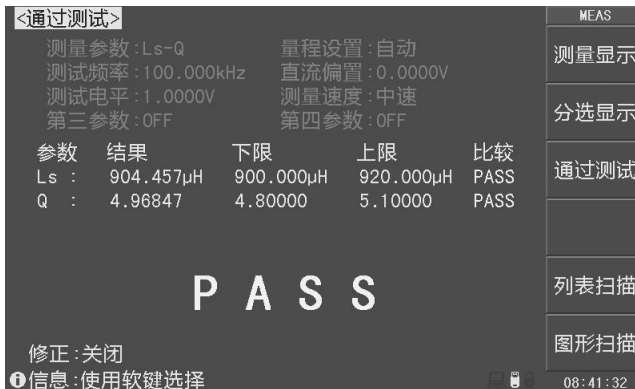 <通过测试>
MEAS
测量参数:Ls-Q 量程设置:自动
测试频率:100.000kHz 直流偏置:0.0000V
测试电平:1.0000V 测量速度:中速
第三参数:OFF 第四参数:OFF
参数 结果 下限 上限 比较
Ls : 904.457μH 900.000μH 920.000μH PASS
Q : 4.96847 4.80000 5.10000 PASS
PASS
修正:关闭
信息:使用软键选择
测量显示
分选显示
通过测试
列表扫描
图形扫描
08:41:32